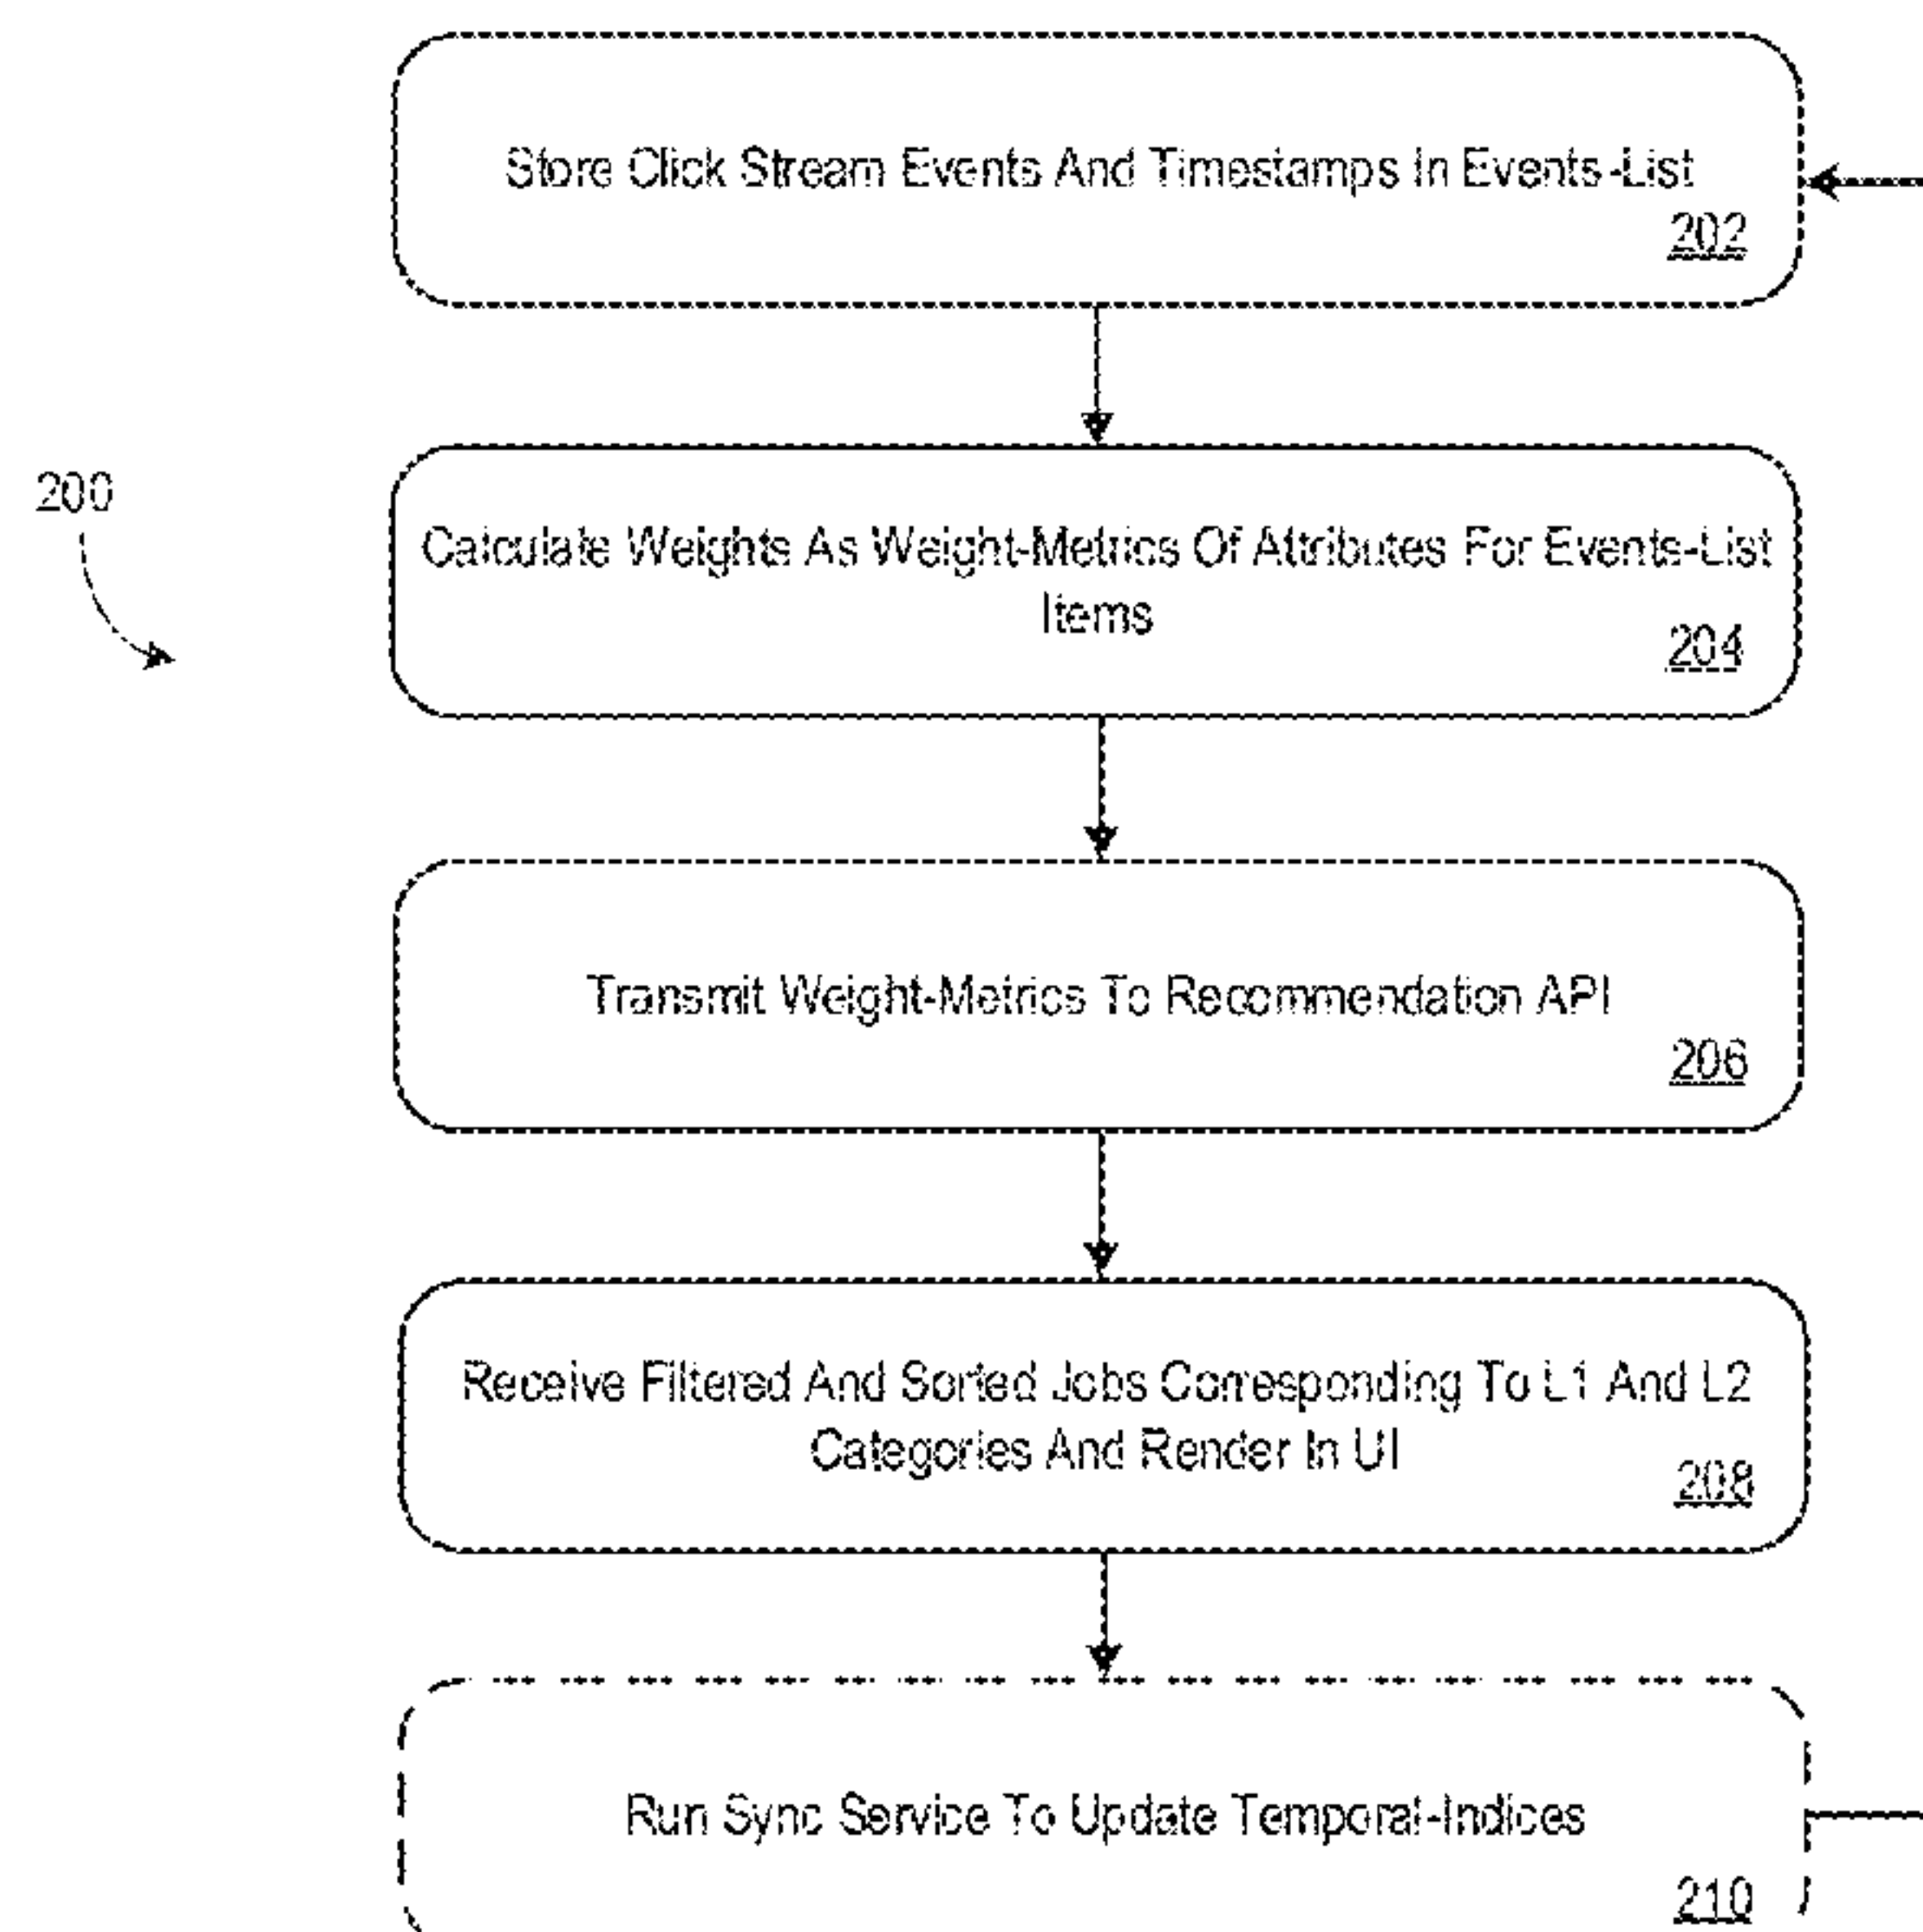 Store Click Stream Events And Timestamps In Events-List
202
200
Calculate Weights As Weight-Metrics Of Attributes For Events-List
Items
204
Transmit Weight-Metrics To Recommendation API
206
Receive Filtered And Sorted Jobs Corresponding To L1 And L2
Categories And Render In UI
208
Run Sync Service To Update Temporal-Indices
210